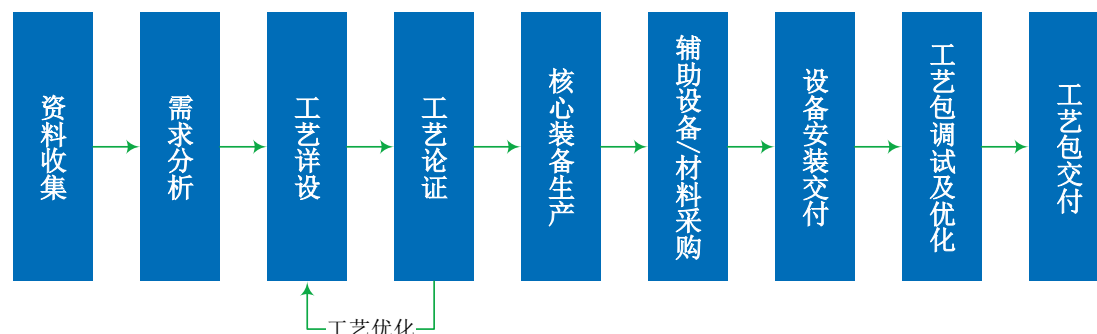 资料收集
需求分析
工艺详设
工艺论证
核心装备生产
辅助设备/材料采购
设备安装交付
工艺包调试及优化
工艺包交付
工艺优化